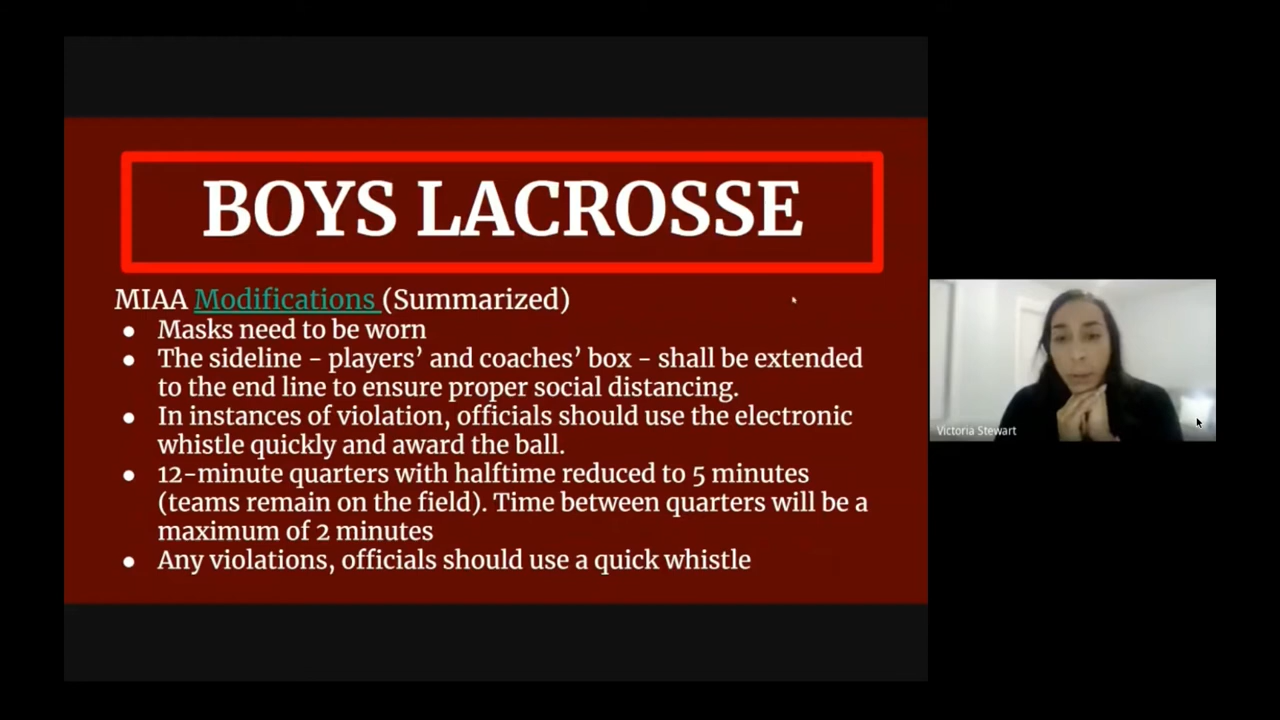 BOYS LACROSSE
MIAA Modifications (Summarized)
● Masks need to be worn
● The sideline - players’ and coaches’ box - shall be extended
to the end line to ensure proper social distancing.
● In instances of violation, officials should use the electronic
whistle quickly and award the ball.
● 12-minute quarters with halftime reduced to 5 minutes
(teams remain on the field). Time between quarters will be a
maximum of 2 minutes
● Any violations, officials should use a quick whistle
Victoria Stewart